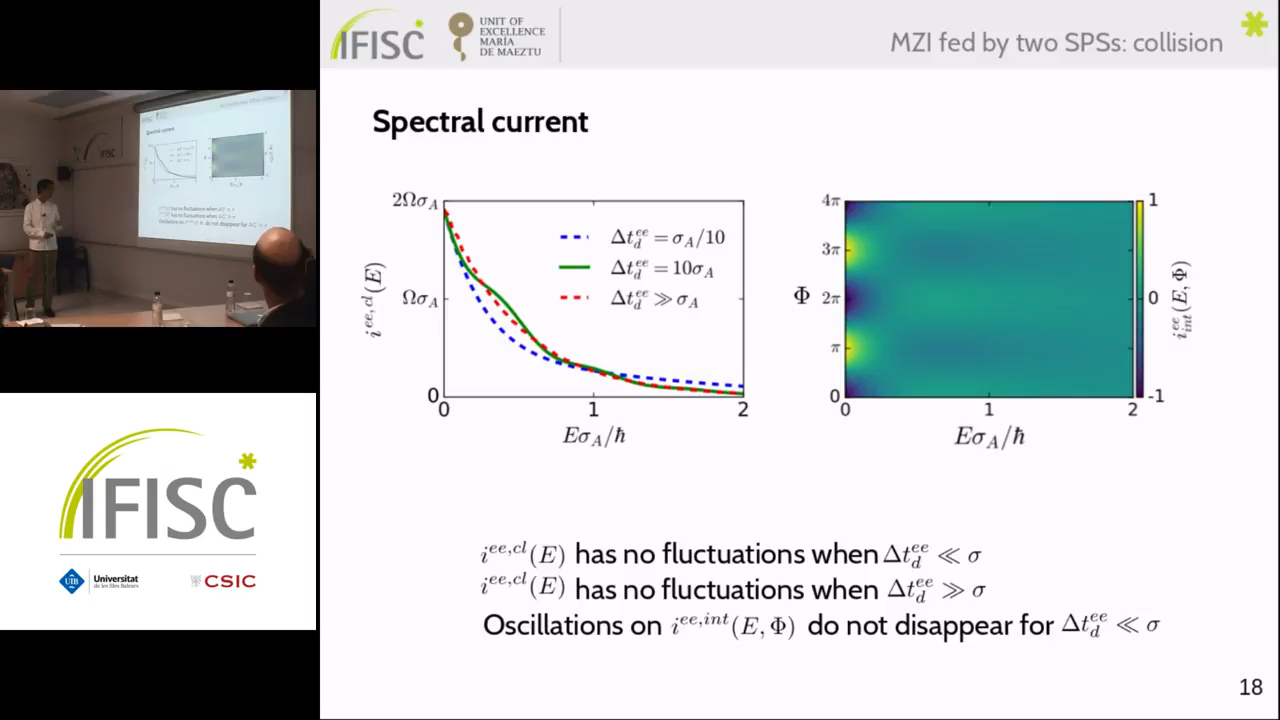 IFISC
UNIT OF
EXCELLENCE
MARÍA
DE MAEZTU
MZI fed by two SPSs: collision
Spectral current
2Ωσ_A
Ωσ_A
0
i^{ee,cl}(E)
Δt_d^{ee} = σ_A/10
Δt_d^{ee} = 10σ_A
Δt_d^{ee} ≫ σ_A
0 1 2
Eσ_A/ħ
4π
3π
2π
π
0
Φ
0 1 2
Eσ_A/ħ
1
0
-1
i_{int}^{ee}(E, Φ)
i^{ee,cl}(E) has no fluctuations when Δt_d^{ee} ≪ σ
i^{ee,cl}(E) has no fluctuations when Δt_d^{ee} ≫ σ
Oscillations on i^{ee,int}(E, Φ) do not disappear for Δt_d^{ee} ≪ σ
18
Spectral current
IFISC
UIB
Universitat
de les Illes Balears
CSIC